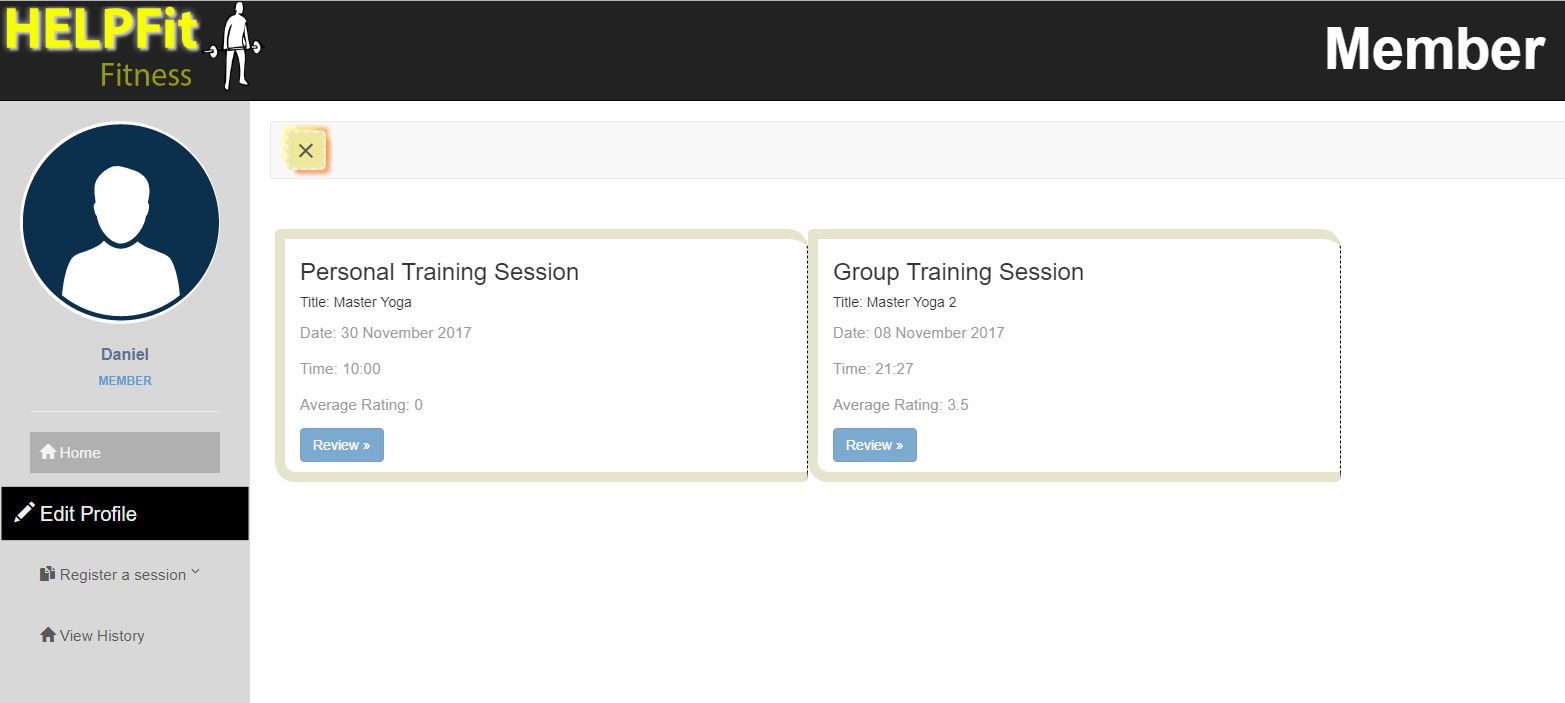 HELPFit
Fitness
Member
Daniel
MEMBER
Home
Edit Profile
Register a session
View History
Personal Training Session
Title: Master Yoga
Date: 30 November 2017
Time: 10:00
Average Rating: 0
Review »
Group Training Session
Title: Master Yoga 2
Date: 08 November 2017
Time: 21:27
Average Rating: 3.5
Review »